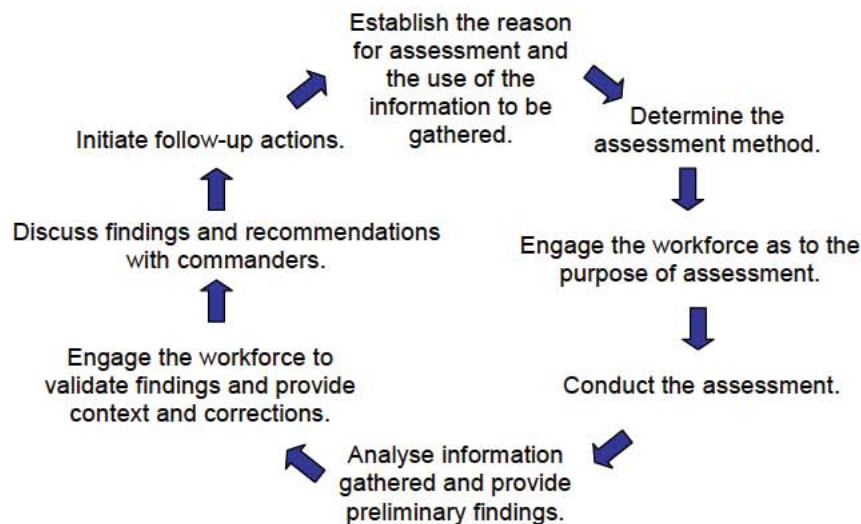 Establish the reason
for assessment and
the use of the
information to be
gathered.
Determine the
assessment method.
Engage the workforce as to the
purpose of assessment.
Conduct the assessment.
Analyse information
gathered and provide
preliminary findings.
Engage the workforce to
validate findings and provide
context and corrections.
Discuss findings and recommendations
with commanders.
Initiate follow-up actions.